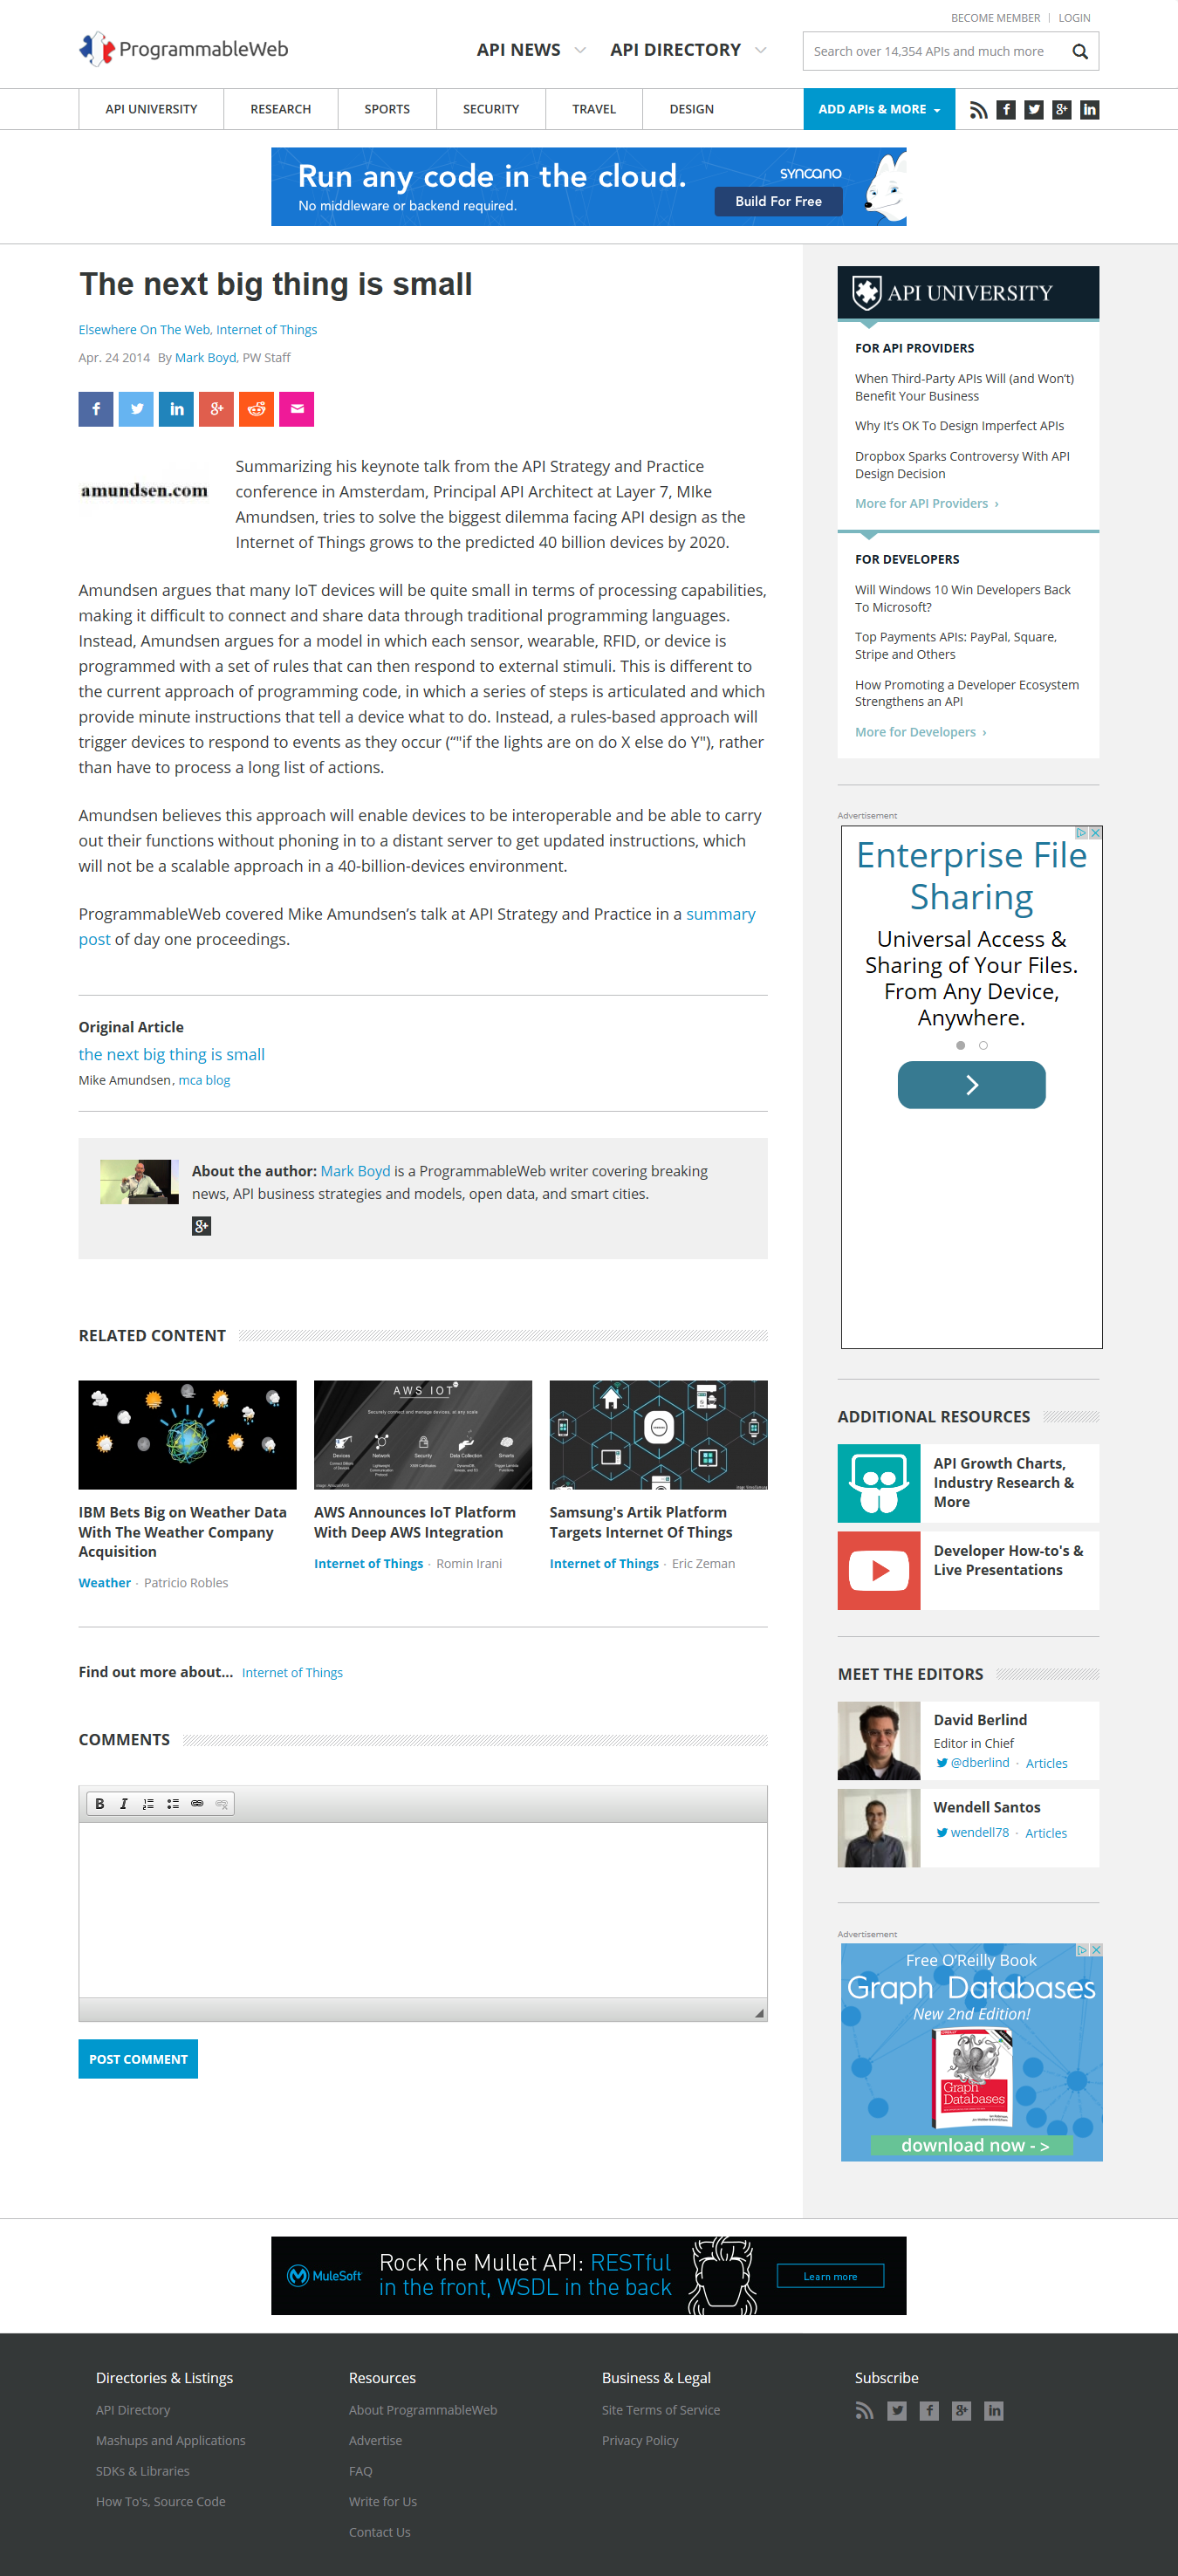 BECOME MEMBER | LOGIN
ProgrammableWeb
API NEWS
API DIRECTORY
Search over 14,354 APIs and much more
API UNIVERSITY
RESEARCH
SPORTS
SECURITY
TRAVEL
DESIGN
ADD APIs & MORE
Run any code in the cloud.
No middleware or backend required.
syncano
Build For Free
The next big thing is small
Elsewhere On The Web, Internet of Things
Apr. 24 2014 By Mark Boyd, PW Staff
amundsen.com
Summarizing his keynote talk from the API Strategy and Practice
conference in Amsterdam, Principal API Architect at Layer 7, MIke
Amundsen, tries to solve the biggest dilemma facing API design as the
Internet of Things grows to the predicted 40 billion devices by 2020.
Amundsen argues that many IoT devices will be quite small in terms of processing capabilities,
making it difficult to connect and share data through traditional programming languages.
Instead, Amundsen argues for a model in which each sensor, wearable, RFID, or device is
programmed with a set of rules that can then respond to external stimuli. This is different to
the current approach of programming code, in which a series of steps is articulated and which
provide minute instructions that tell a device what to do. Instead, a rules-based approach will
trigger devices to respond to events as they occur (“"if the lights are on do X else do Y"), rather
than have to process a long list of actions.
Amundsen believes this approach will enable devices to be interoperable and be able to carry
out their functions without phoning in to a distant server to get updated instructions, which
will not be a scalable approach in a 40-billion-devices environment.
ProgrammableWeb covered Mike Amundsen’s talk at API Strategy and Practice in a summary
post of day one proceedings.
Original Article
the next big thing is small
Mike Amundsen, mca blog
About the author: Mark Boyd is a ProgrammableWeb writer covering breaking
news, API business strategies and models, open data, and smart cities.
RELATED CONTENT
AWS IOT
Securely connect and manage devices, at any scale
Devices
Network
Security
Data Collection
Smarts
IBM Bets Big on Weather Data
With The Weather Company
Acquisition
Weather · Patricio Robles
AWS Announces IoT Platform
With Deep AWS Integration
Internet of Things · Romin Irani
Samsung's Artik Platform
Targets Internet Of Things
Internet of Things · Eric Zeman
Find out more about... Internet of Things
COMMENTS
POST COMMENT
API UNIVERSITY
FOR API PROVIDERS
When Third-Party APIs Will (and Won’t)
Benefit Your Business
Why It’s OK To Design Imperfect APIs
Dropbox Sparks Controversy With API
Design Decision
More for API Providers ›
FOR DEVELOPERS
Will Windows 10 Win Developers Back
To Microsoft?
Top Payments APIs: PayPal, Square,
Stripe and Others
How Promoting a Developer Ecosystem
Strengthens an API
More for Developers ›
Advertisement
Enterprise File
Sharing
Universal Access &
Sharing of Your Files.
From Any Device,
Anywhere.
ADDITIONAL RESOURCES
API Growth Charts,
Industry Research &
More
Developer How-to's &
Live Presentations
MEET THE EDITORS
David Berlind
Editor in Chief
@dberlind · Articles
Wendell Santos
wendell78 · Articles
Advertisement
Free O'Reilly Book
Graph Databases
New 2nd Edition!
Graph
Databases
download now - >
MuleSoft
Rock the Mullet API: RESTful
in the front, WSDL in the back
Learn more
Directories & Listings
API Directory
Mashups and Applications
SDKs & Libraries
How To's, Source Code
Resources
About ProgrammableWeb
Advertise
FAQ
Write for Us
Contact Us
Business & Legal
Site Terms of Service
Privacy Policy
Subscribe